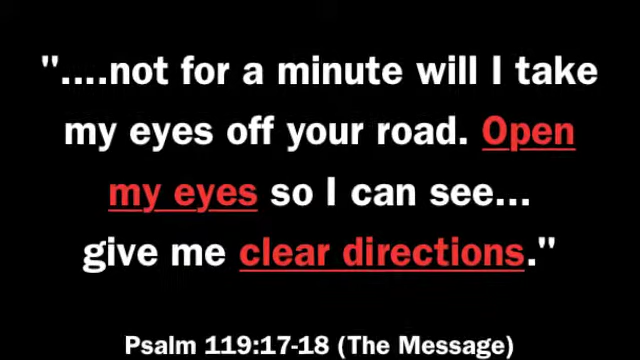 "....not for a minute will I take
my eyes off your road. Open
my eyes so I can see...
give me clear directions."
Psalm 119:17-18 (The Message)